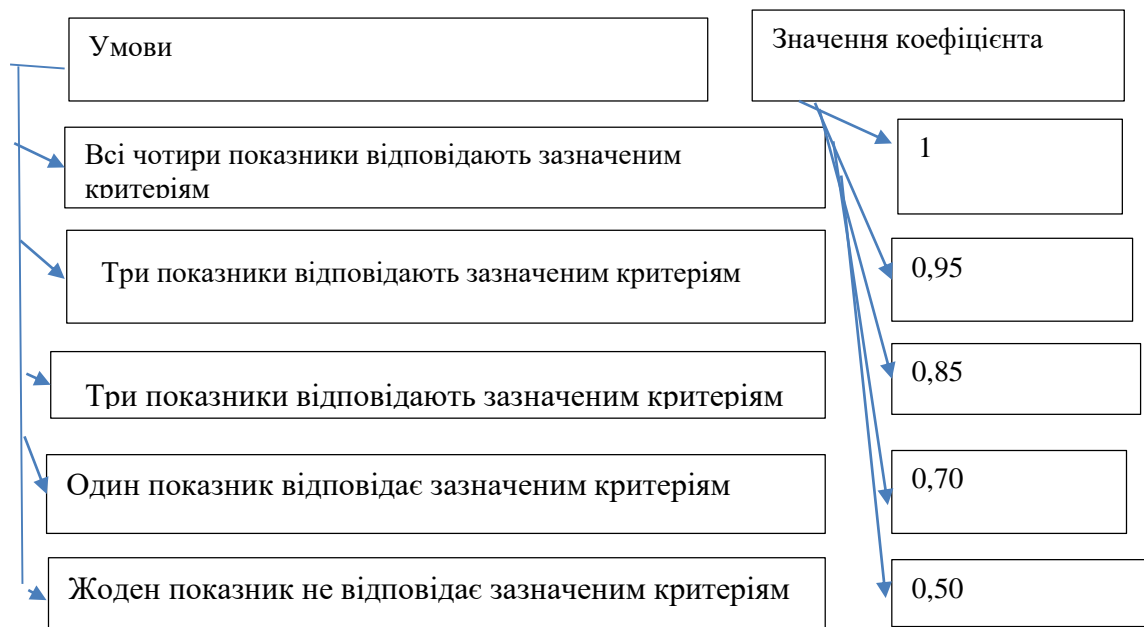 Умови
Значення коефіцієнта
Всі чотири показники відповідають зазначеним
критеріям
1
Три показники відповідають зазначеним критеріям
0,95
Три показники відповідають зазначеним критеріям
0,85
Один показник відповідає зазначеним критеріям
0,70
Жоден показник не відповідає зазначеним критеріям
0,50